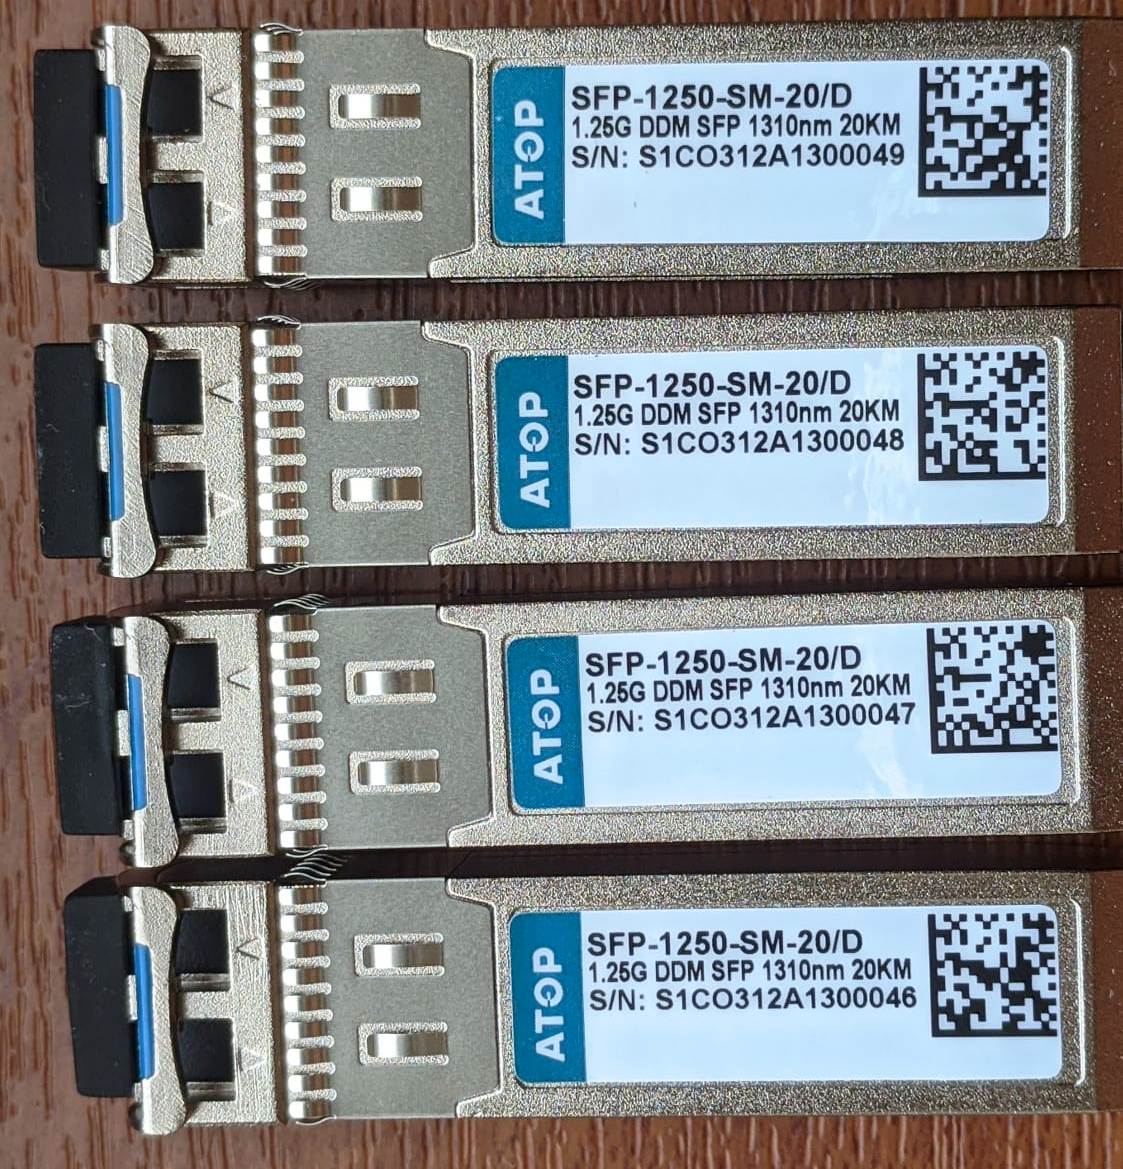 ATOP
SFP-1250-SM-20/D
1.25G DDM SFP 1310nm 20KM
S/N: S1CO312A1300049
ATOP
SFP-1250-SM-20/D
1.25G DDM SFP 1310nm 20KM
S/N: S1CO312A1300048
ATOP
SFP-1250-SM-20/D
1.25G DDM SFP 1310nm 20KM
S/N: S1CO312A1300047
ATOP
SFP-1250-SM-20/D
1.25G DDM SFP 1310nm 20KM
S/N: S1CO312A1300046